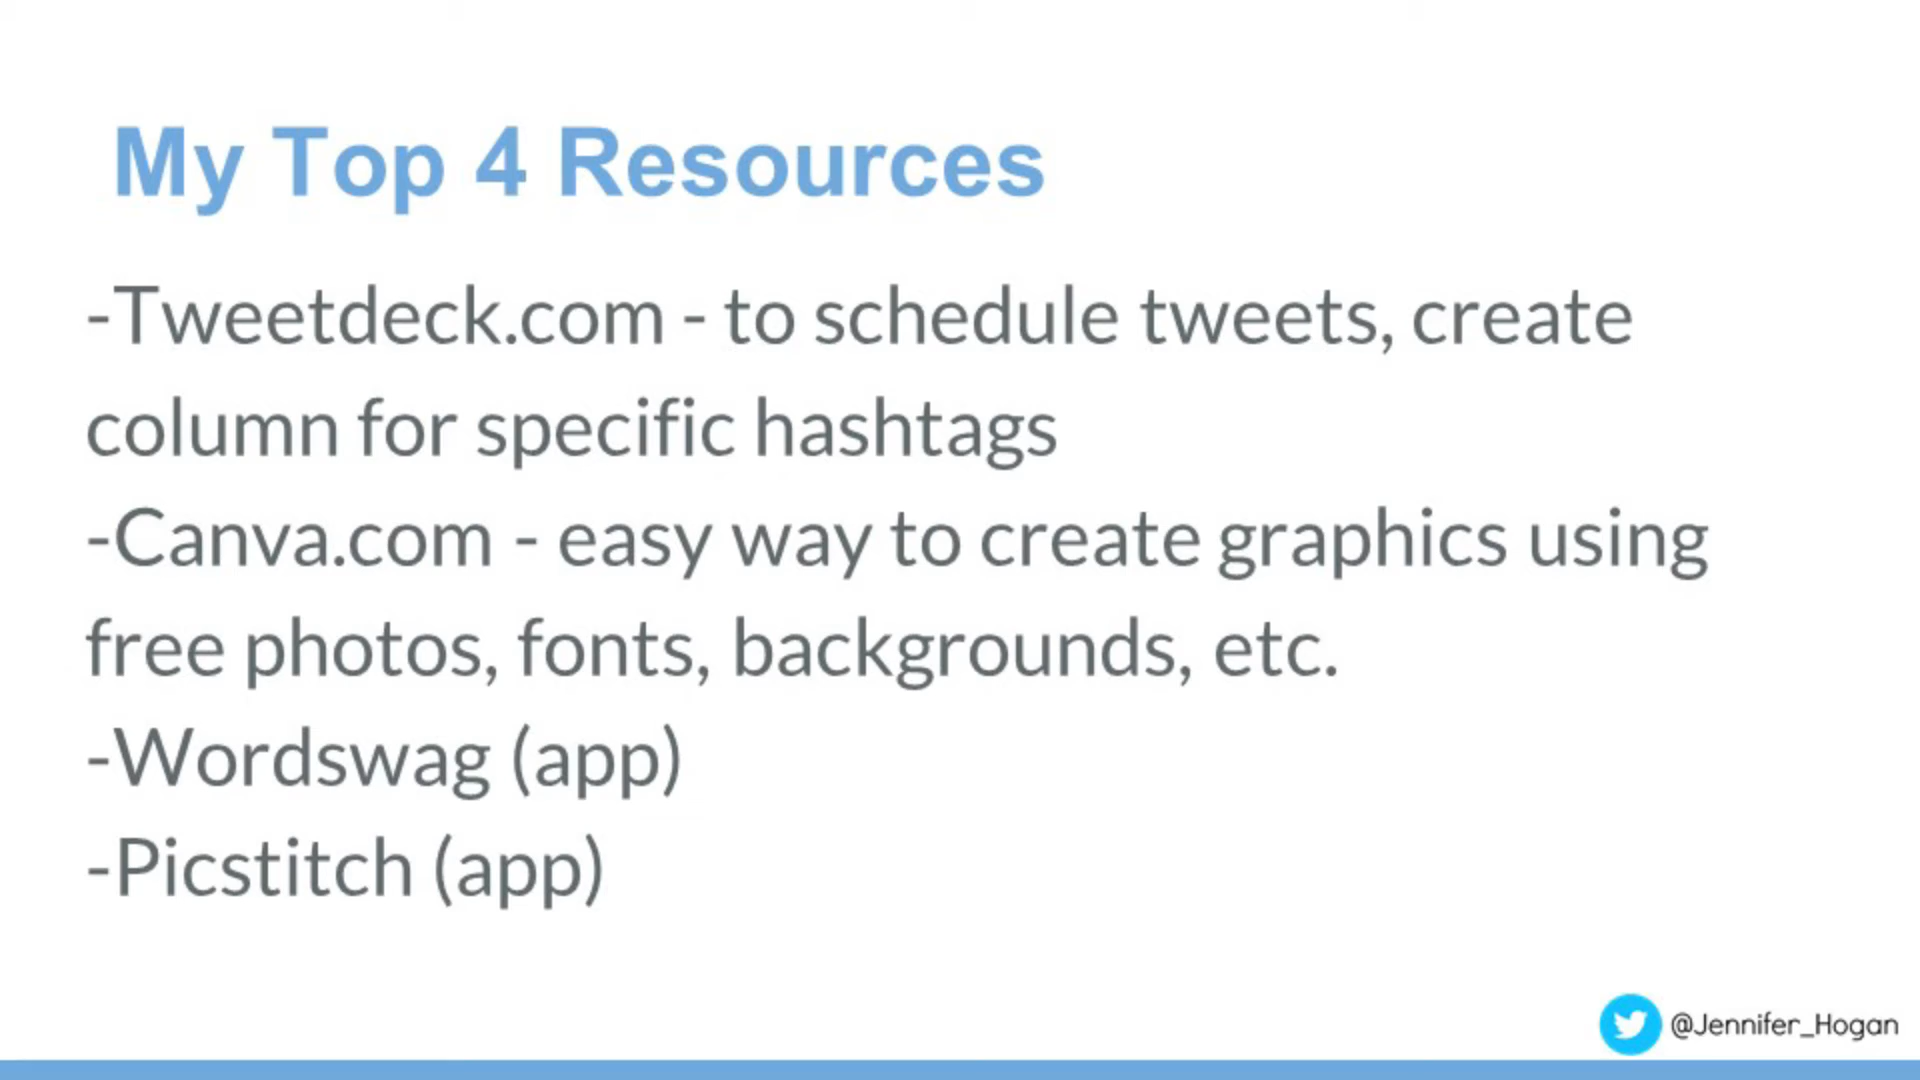 My Top 4 Resources
-Tweetdeck.com - to schedule tweets, create
column for specific hashtags
-Canva.com - easy way to create graphics using
free photos, fonts, backgrounds, etc.
-Wordswag (app)
-Picstitch (app)
@Jennifer_Hogan